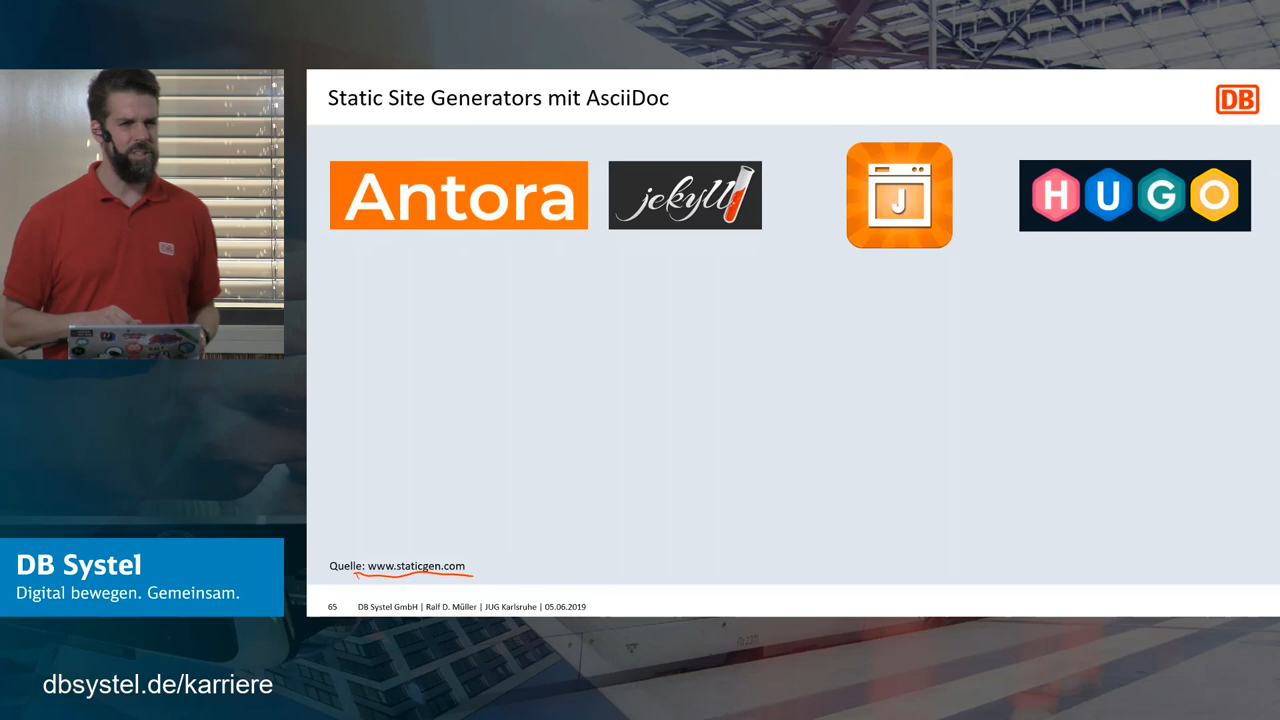 Static Site Generators mit AsciiDoc
DB
Antora
jekyll
J
HUGO
Quelle: www.staticgen.com
65 DB Systel GmbH | Ralf D. Müller | JUG Karlsruhe | 05.06.2019
DB Systel
Digital bewegen. Gemeinsam.
dbsystel.de/karriere